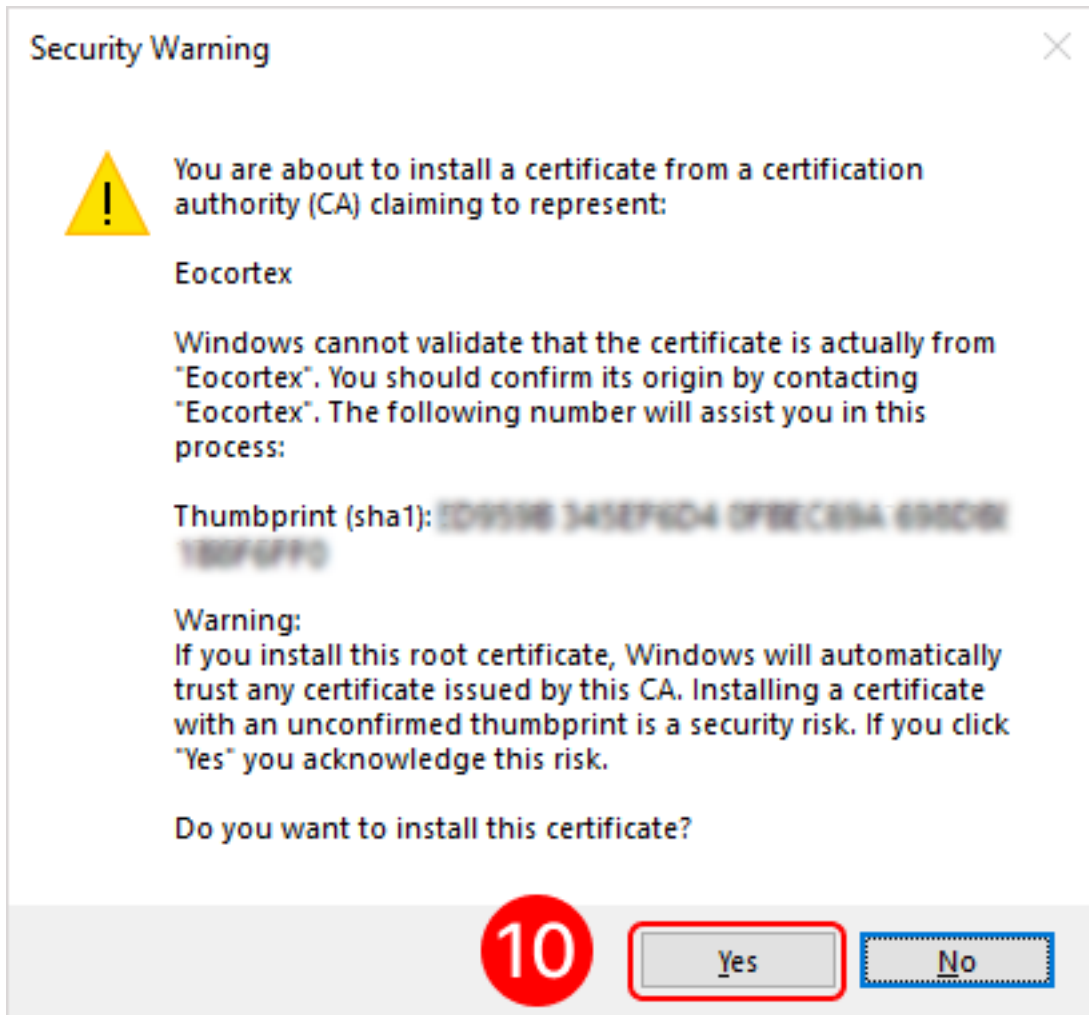 Security Warning
You are about to install a certificate from a certification
authority (CA) claiming to represent:
Eocortex
Windows cannot validate that the certificate is actually from
"Eocortex". You should confirm its origin by contacting
"Eocortex". The following number will assist you in this
process:
Thumbprint (sha1):
Warning:
If you install this root certificate, Windows will automatically
trust any certificate issued by this CA. Installing a certificate
with an unconfirmed thumbprint is a security risk. If you click
"Yes" you acknowledge this risk.
Do you want to install this certificate?
10 Yes No